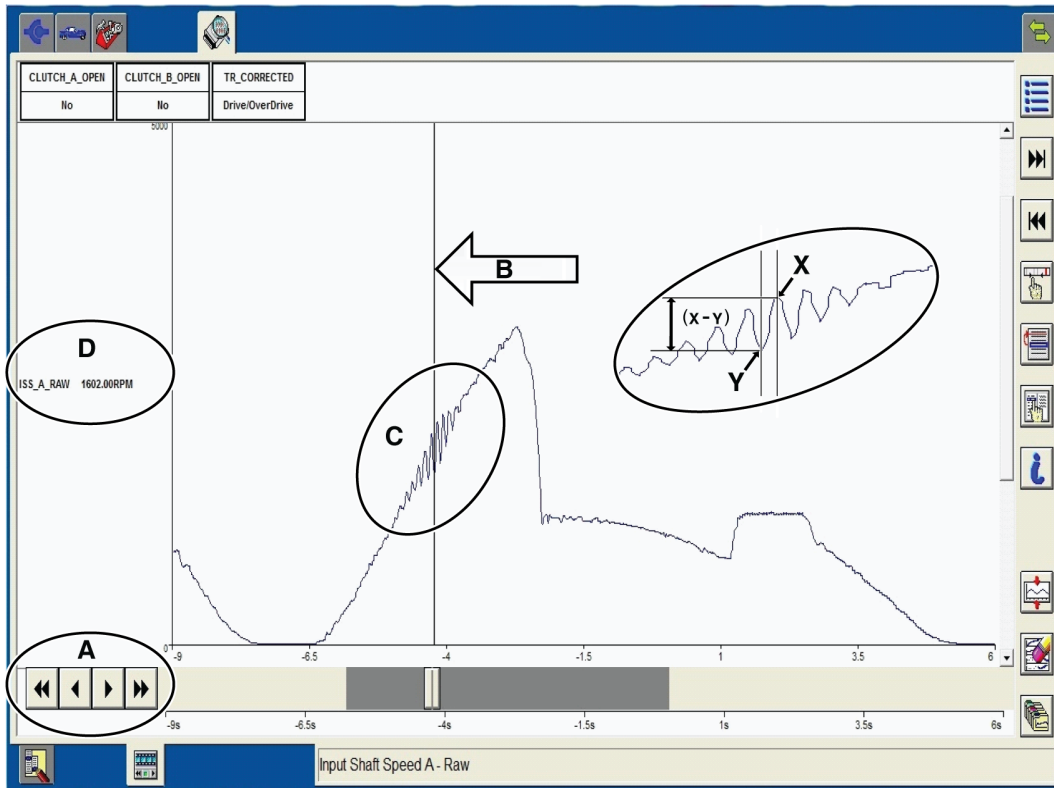 CLUTCH_A_OPEN CLUTCH_B_OPEN TR_CORRECTED
No No Drive/OverDrive
5000
B
X
(X-Y)
Y
D
ISS_A_RAW 1602.00RPM
C
A
0
-9 -6.5 -4 -1.5 1 3.5 6
-9s -6.5s -4s -1.5s 1s 3.5s 6s
Input Shaft Speed A - Raw